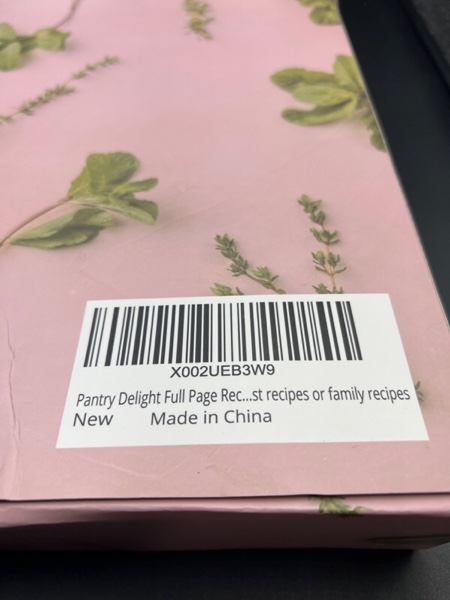 X002UEB3W9
Pantry Delight Full Page Rec...st recipes or family recipes
New Made in China